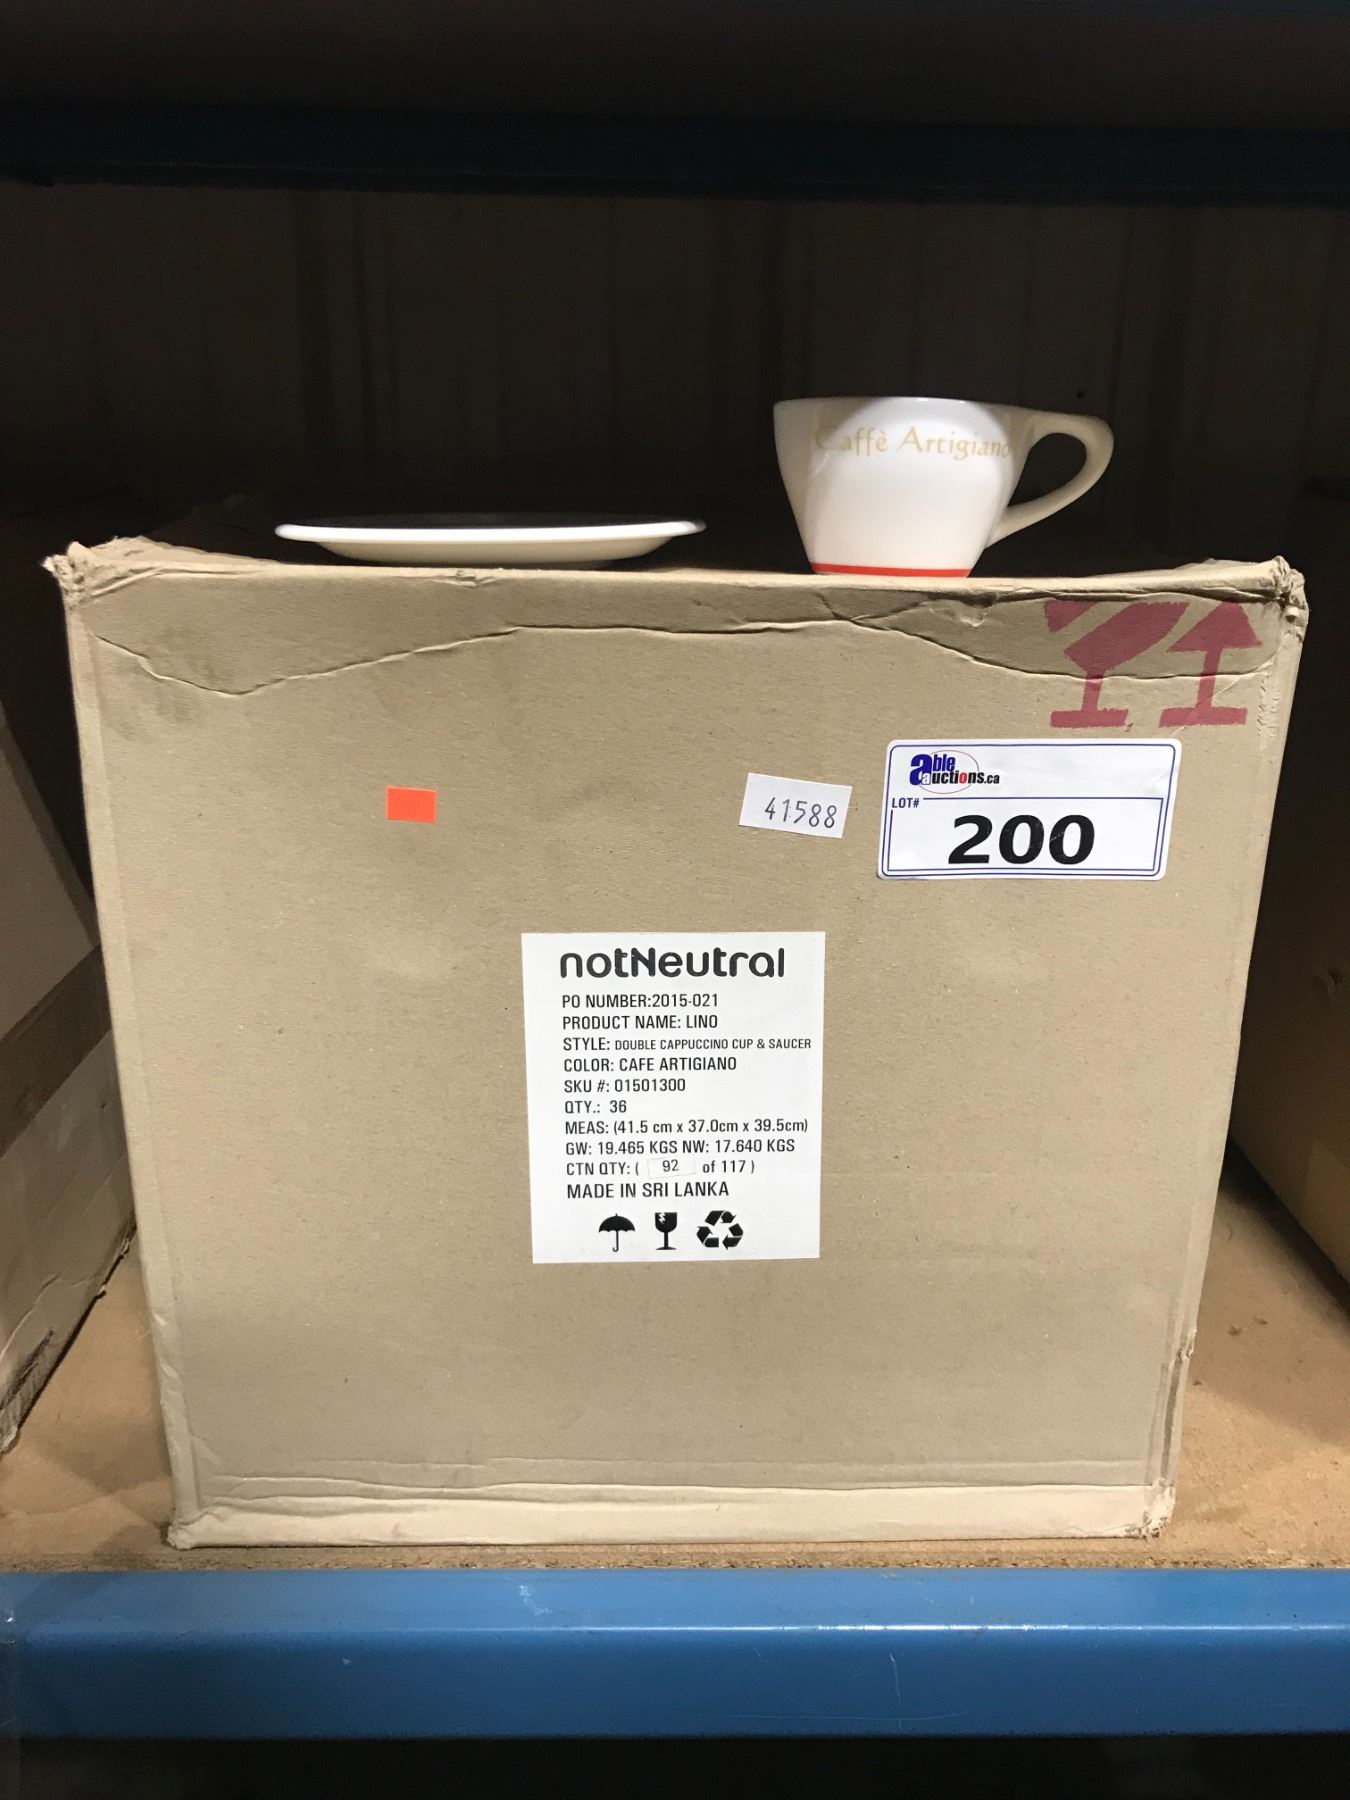 Caffè Artigiano
able
auctions.ca
LOT#
200
41588
notNeutral
PO NUMBER:2015-021
PRODUCT NAME: LINO
STYLE: DOUBLE CAPPUCCINO CUP & SAUCER
COLOR: CAFE ARTIGIANO
SKU #: 01501300
QTY.: 36
MEAS: (41.5 cm x 37.0cm x 39.5cm)
GW: 19.465 KGS NW: 17.640 KGS
CTN QTY: ( 92 of 117 )
MADE IN SRI LANKA